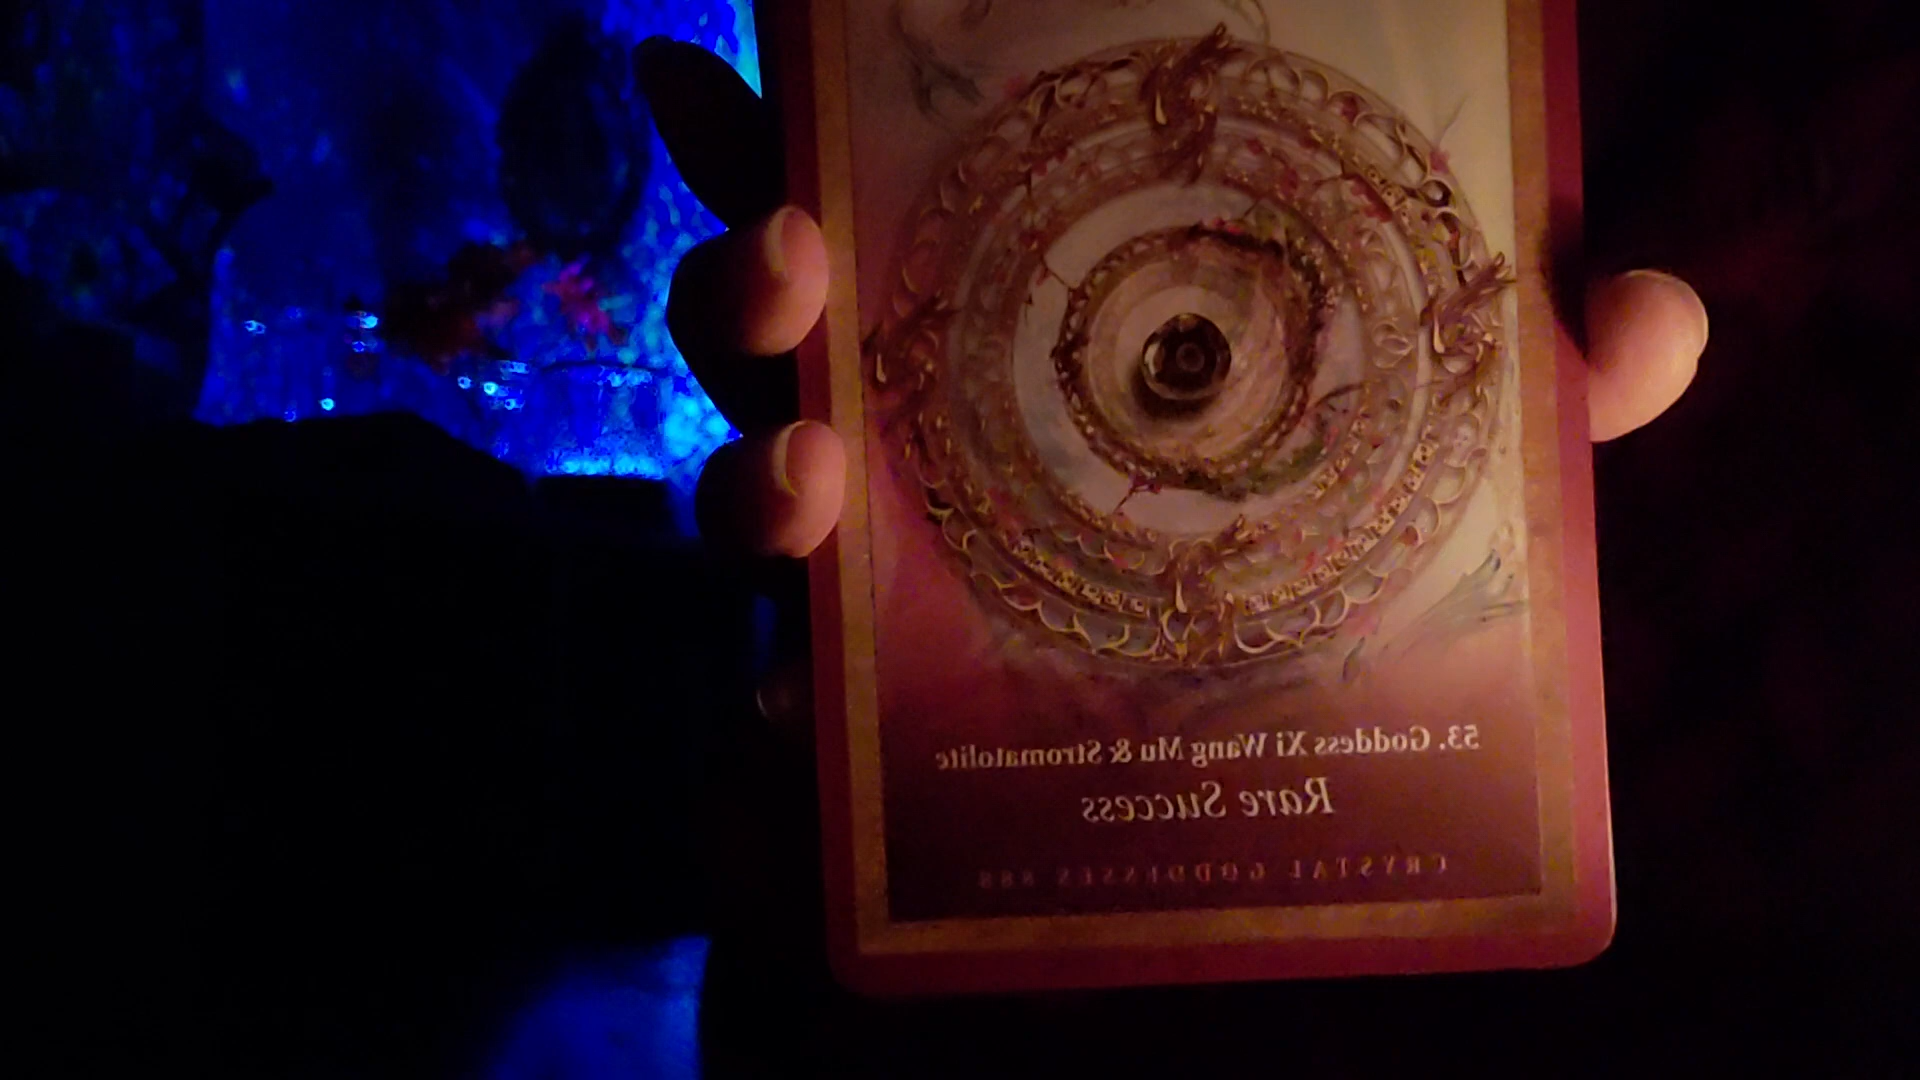 53. Goddess Xi Wang Mu & Stromatolite
Rare Success
CRYSTAL GODDESSES 888